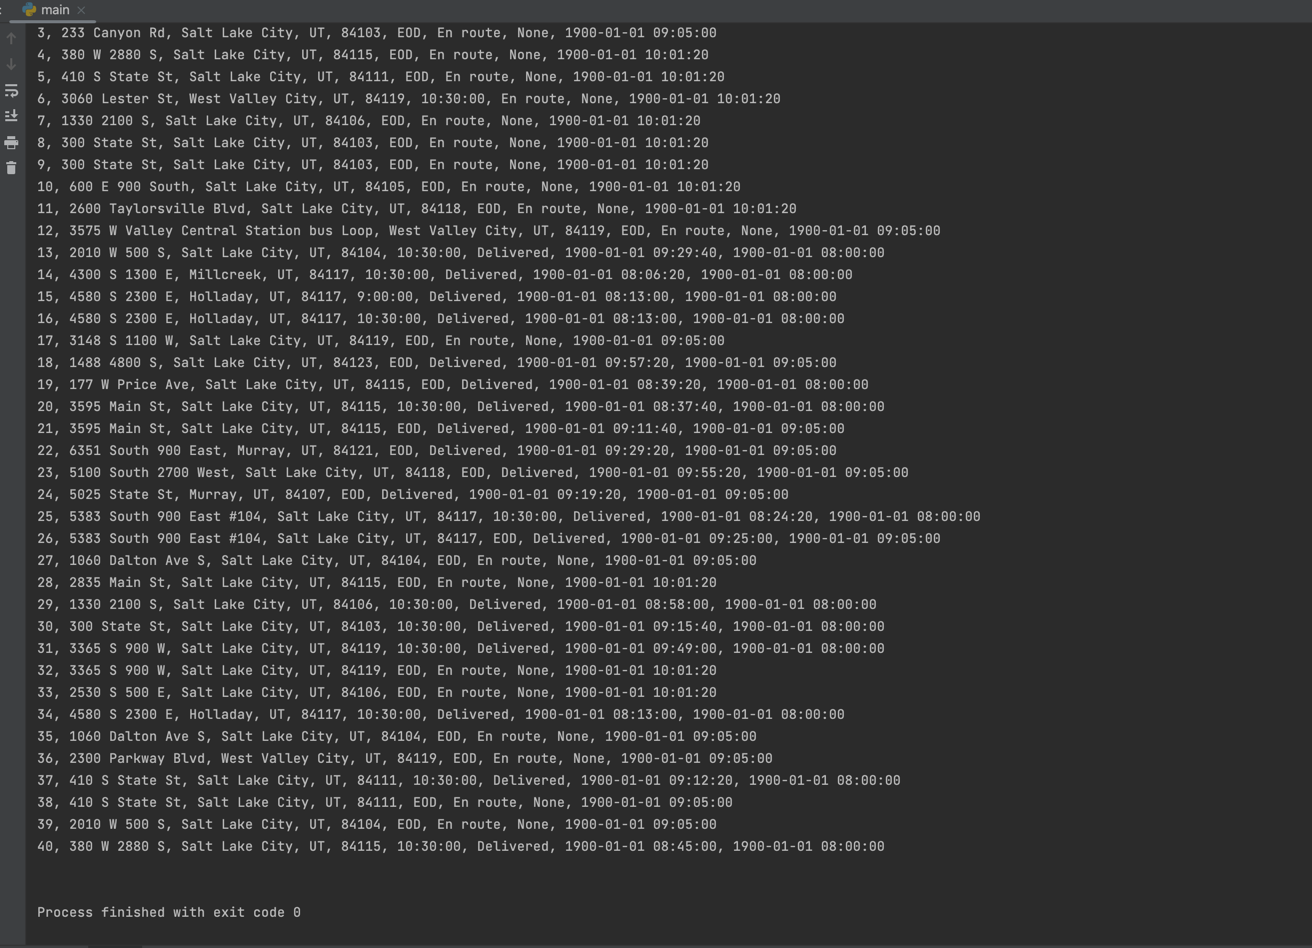 main
3, 233 Canyon Rd, Salt Lake City, UT, 84103, EOD, En route, None, 1900-01-01 09:05:00
4, 380 W 2880 S, Salt Lake City, UT, 84115, EOD, En route, None, 1900-01-01 10:01:20
5, 410 S State St, Salt Lake City, UT, 84111, EOD, En route, None, 1900-01-01 10:01:20
6, 3060 Lester St, West Valley City, UT, 84119, 10:30:00, En route, None, 1900-01-01 10:01:20
7, 1330 2100 S, Salt Lake City, UT, 84106, EOD, En route, None, 1900-01-01 10:01:20
8, 300 State St, Salt Lake City, UT, 84103, EOD, En route, None, 1900-01-01 10:01:20
9, 300 State St, Salt Lake City, UT, 84103, EOD, En route, None, 1900-01-01 10:01:20
10, 600 E 900 South, Salt Lake City, UT, 84105, EOD, En route, None, 1900-01-01 10:01:20
11, 2600 Taylorsville Blvd, Salt Lake City, UT, 84118, EOD, En route, None, 1900-01-01 10:01:20
12, 3575 W Valley Central Station bus Loop, West Valley City, UT, 84119, EOD, En route, None, 1900-01-01 09:05:00
13, 2010 W 500 S, Salt Lake City, UT, 84104, 10:30:00, Delivered, 1900-01-01 09:29:40, 1900-01-01 08:00:00
14, 4300 S 1300 E, Millcreek, UT, 84117, 10:30:00, Delivered, 1900-01-01 08:06:20, 1900-01-01 08:00:00
15, 4580 S 2300 E, Holladay, UT, 84117, 9:00:00, Delivered, 1900-01-01 08:13:00, 1900-01-01 08:00:00
16, 4580 S 2300 E, Holladay, UT, 84117, 10:30:00, Delivered, 1900-01-01 08:13:00, 1900-01-01 08:00:00
17, 3148 S 1100 W, Salt Lake City, UT, 84119, EOD, En route, None, 1900-01-01 09:05:00
18, 1488 4800 S, Salt Lake City, UT, 84123, EOD, Delivered, 1900-01-01 09:57:20, 1900-01-01 09:05:00
19, 177 W Price Ave, Salt Lake City, UT, 84115, EOD, Delivered, 1900-01-01 08:39:20, 1900-01-01 08:00:00
20, 3595 Main St, Salt Lake City, UT, 84115, 10:30:00, Delivered, 1900-01-01 08:37:40, 1900-01-01 08:00:00
21, 3595 Main St, Salt Lake City, UT, 84115, EOD, Delivered, 1900-01-01 09:11:40, 1900-01-01 09:05:00
22, 6351 South 900 East, Murray, UT, 84121, EOD, Delivered, 1900-01-01 09:29:20, 1900-01-01 09:05:00
23, 5100 South 2700 West, Salt Lake City, UT, 84118, EOD, Delivered, 1900-01-01 09:55:20, 1900-01-01 09:05:00
24, 5025 State St, Murray, UT, 84107, EOD, Delivered, 1900-01-01 09:19:20, 1900-01-01 09:05:00
25, 5383 South 900 East #104, Salt Lake City, UT, 84117, 10:30:00, Delivered, 1900-01-01 08:24:20, 1900-01-01 08:00:00
26, 5383 South 900 East #104, Salt Lake City, UT, 84117, EOD, Delivered, 1900-01-01 09:25:00, 1900-01-01 09:05:00
27, 1060 Dalton Ave S, Salt Lake City, UT, 84104, EOD, En route, None, 1900-01-01 09:05:00
28, 2835 Main St, Salt Lake City, UT, 84115, EOD, En route, None, 1900-01-01 10:01:20
29, 1330 2100 S, Salt Lake City, UT, 84106, 10:30:00, Delivered, 1900-01-01 08:58:00, 1900-01-01 08:00:00
30, 300 State St, Salt Lake City, UT, 84103, 10:30:00, Delivered, 1900-01-01 09:15:40, 1900-01-01 08:00:00
31, 3365 S 900 W, Salt Lake City, UT, 84119, 10:30:00, Delivered, 1900-01-01 09:49:00, 1900-01-01 08:00:00
32, 3365 S 900 W, Salt Lake City, UT, 84119, EOD, En route, None, 1900-01-01 10:01:20
33, 2530 S 500 E, Salt Lake City, UT, 84106, EOD, En route, None, 1900-01-01 10:01:20
34, 4580 S 2300 E, Holladay, UT, 84117, 10:30:00, Delivered, 1900-01-01 08:13:00, 1900-01-01 08:00:00
35, 1060 Dalton Ave S, Salt Lake City, UT, 84104, EOD, En route, None, 1900-01-01 09:05:00
36, 2300 Parkway Blvd, West Valley City, UT, 84119, EOD, En route, None, 1900-01-01 09:05:00
37, 410 S State St, Salt Lake City, UT, 84111, 10:30:00, Delivered, 1900-01-01 09:12:20, 1900-01-01 08:00:00
38, 410 S State St, Salt Lake City, UT, 84111, EOD, En route, None, 1900-01-01 09:05:00
39, 2010 W 500 S, Salt Lake City, UT, 84104, EOD, En route, None, 1900-01-01 09:05:00
40, 380 W 2880 S, Salt Lake City, UT, 84115, 10:30:00, Delivered, 1900-01-01 08:45:00, 1900-01-01 08:00:00
Process finished with exit code 0